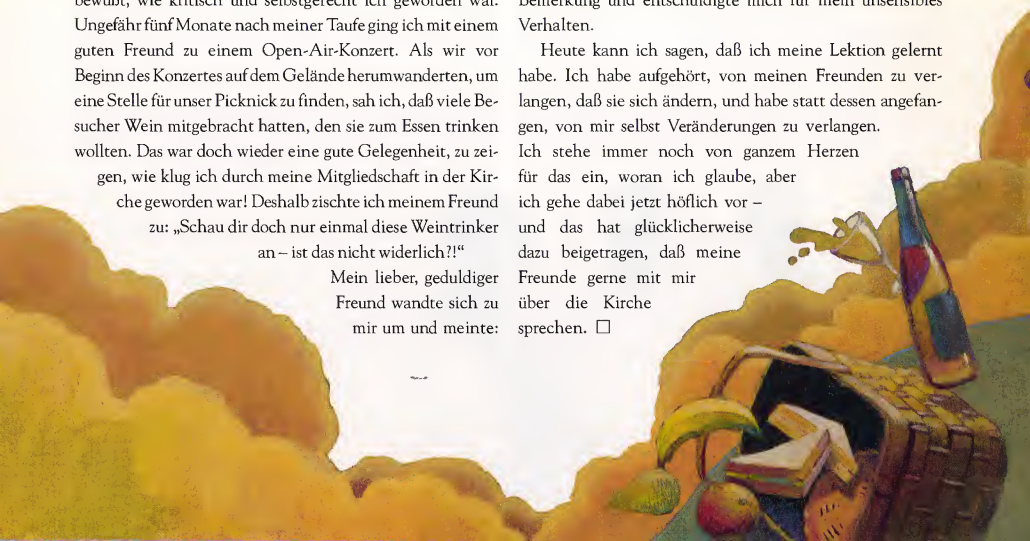 bewußt, wie kritisch und selbstgerecht ich geworden war.
Ungefähr fünf Monate nach meiner Taufe ging ich mit einem
guten Freund zu einem Open-Air-Konzert. Als wir vor
Beginn des Konzertes auf dem Gelände herumwanderten, um
eine Stelle für unser Picknick zu finden, sah ich, daß viele Be-
sucher Wein mitgebracht hatten, den sie zum Essen trinken
wollten. Das war doch wieder eine gute Gelegenheit, zu zei-
gen, wie klug ich durch meine Mitgliedschaft in der Kir-
che geworden war! Deshalb zischte ich meinem Freund
zu: „Schau dir doch nur einmal diese Weintrinker
an – ist das nicht widerlich?!“
Mein lieber, geduldiger
Freund wandte sich zu
mir um und meinte:
Bemerkung und entschuldigte mich für mein unsensibles
Verhalten.
Heute kann ich sagen, daß ich meine Lektion gelernt
habe. Ich habe aufgehört, von meinen Freunden zu ver-
langen, daß sie sich ändern, und habe statt dessen angefan-
gen, von mir selbst Veränderungen zu verlangen.
Ich stehe immer noch von ganzem Herzen
für das ein, woran ich glaube, aber
ich gehe dabei jetzt höflich vor –
und das hat glücklicherweise
dazu beigetragen, daß meine
Freunde gerne mit mir
über die Kirche
sprechen. □